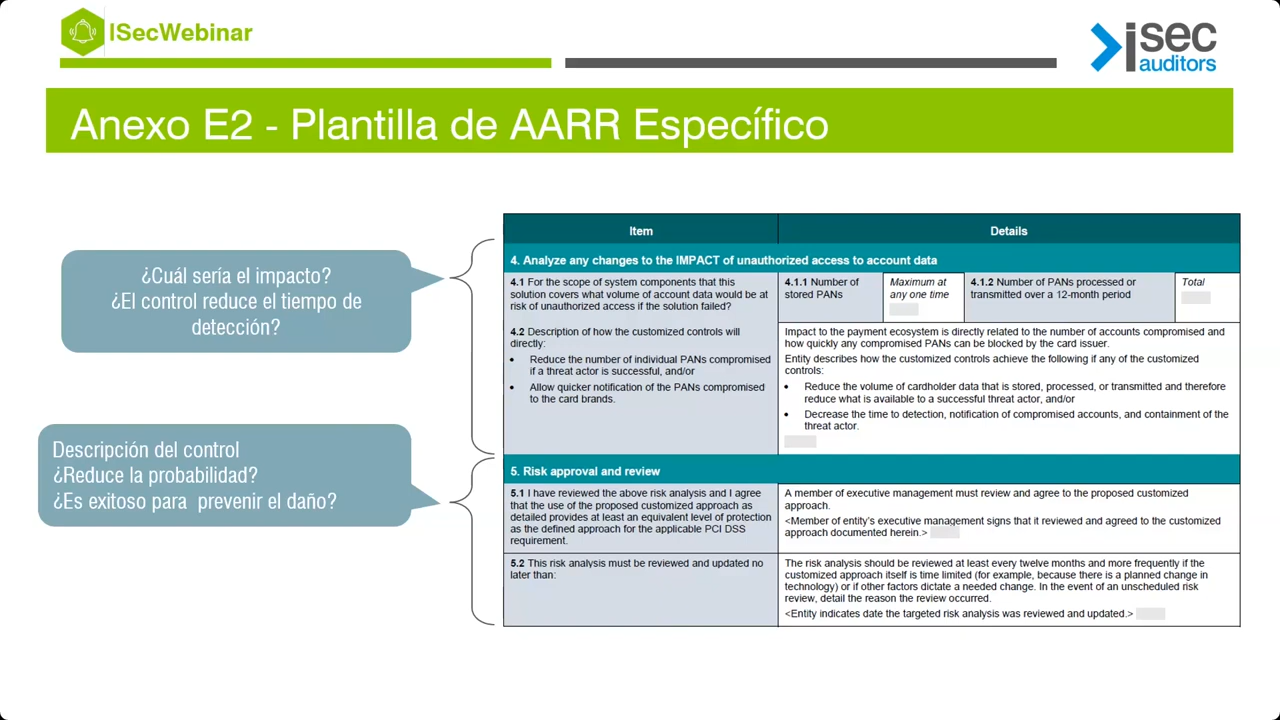 ISecWebinar
isec
auditors
Anexo E2 - Plantilla de AARR Específico
¿Cuál sería el impacto?
¿El control reduce el tiempo de
detección?
Descripción del control
¿Reduce la probabilidad?
¿Es exitoso para prevenir el daño?
Item
Details
4. Analyze any changes to the IMPACT of unauthorized access to account data
4.1 For the scope of system components that this
solution covers what volume of account data would be at
risk of unauthorized access if the solution failed?
4.1.1 Number of
stored PANs
Maximum at
any one time
4.1.2 Number of PANs processed or
transmitted over a 12-month period
Total
4.2 Description of how the customized controls will
directly:
• Reduce the number of individual PANs compromised
if a threat actor is successful, and/or
• Allow quicker notification of the PANs compromised
to the card brands.
Impact to the payment ecosystem is directly related to the number of accounts compromised and
how quickly any compromised PANs can be blocked by the card issuer.
Entity describes how the customized controls achieve the following if any of the customized
controls:
• Reduce the volume of cardholder data that is stored, processed, or transmitted and therefore
reduce what is available to a successful threat actor, and/or
• Decrease the time to detection, notification of compromised accounts, and containment of the
threat actor.
5. Risk approval and review
5.1 I have reviewed the above risk analysis and I agree
that the use of the proposed customized approach as
detailed provides at least an equivalent level of protection
as the defined approach for the applicable PCI DSS
requirement.
A member of executive management must review and agree to the proposed customized
approach.
<Member of entity's executive management signs that it reviewed and agreed to the customized
approach documented herein.>
5.2 This risk analysis must be reviewed and updated no
later than:
The risk analysis should be reviewed at least every twelve months and more frequently if the
customized approach itself is time limited (for example, because there is a planned change in
technology) or if other factors dictate a needed change. In the event of an unscheduled risk
review, detail the reason the review occurred.
<Entity indicates date the targeted risk analysis was reviewed and updated.>